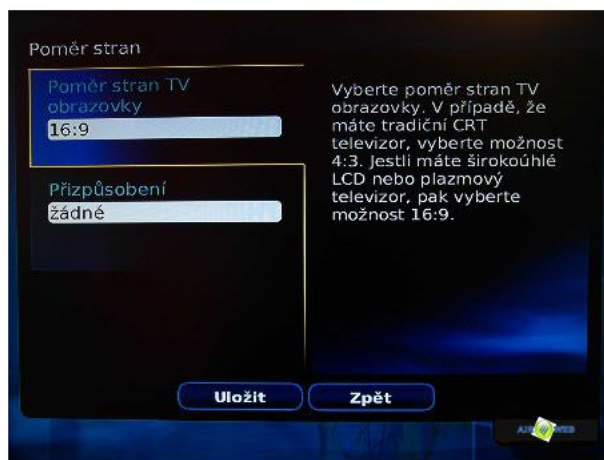 Poměr stran
Poměr stran TV
obrazovky
16:9
Přizpůsobení
žádné
Vyberte poměr stran TV
obrazovky. V případě, že
máte tradiční CRT
televizor, vyberte možnost
4:3. Jestli máte širokoúhlé
LCD nebo plazmový
televizor, pak vyberte
možnost 16:9.
Uložit
Zpět